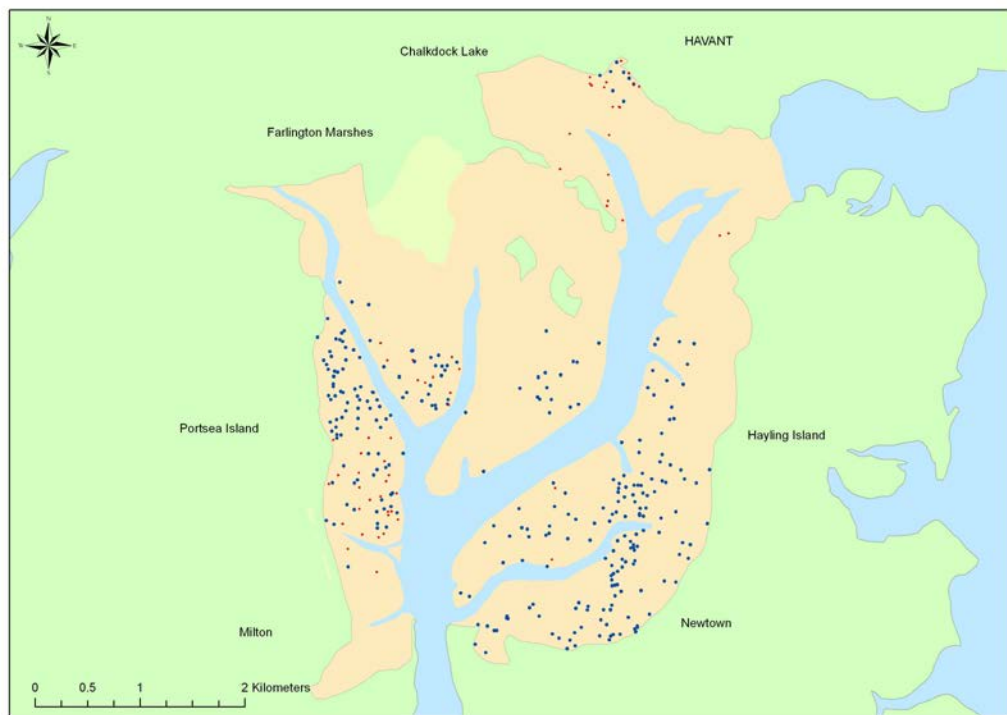 N
N E
S
Chalkdock Lake
HAVANT
Farlington Marshes
Portsea Island
Hayling Island
Milton
Newtown
0 0.5 1 2 Kilometers